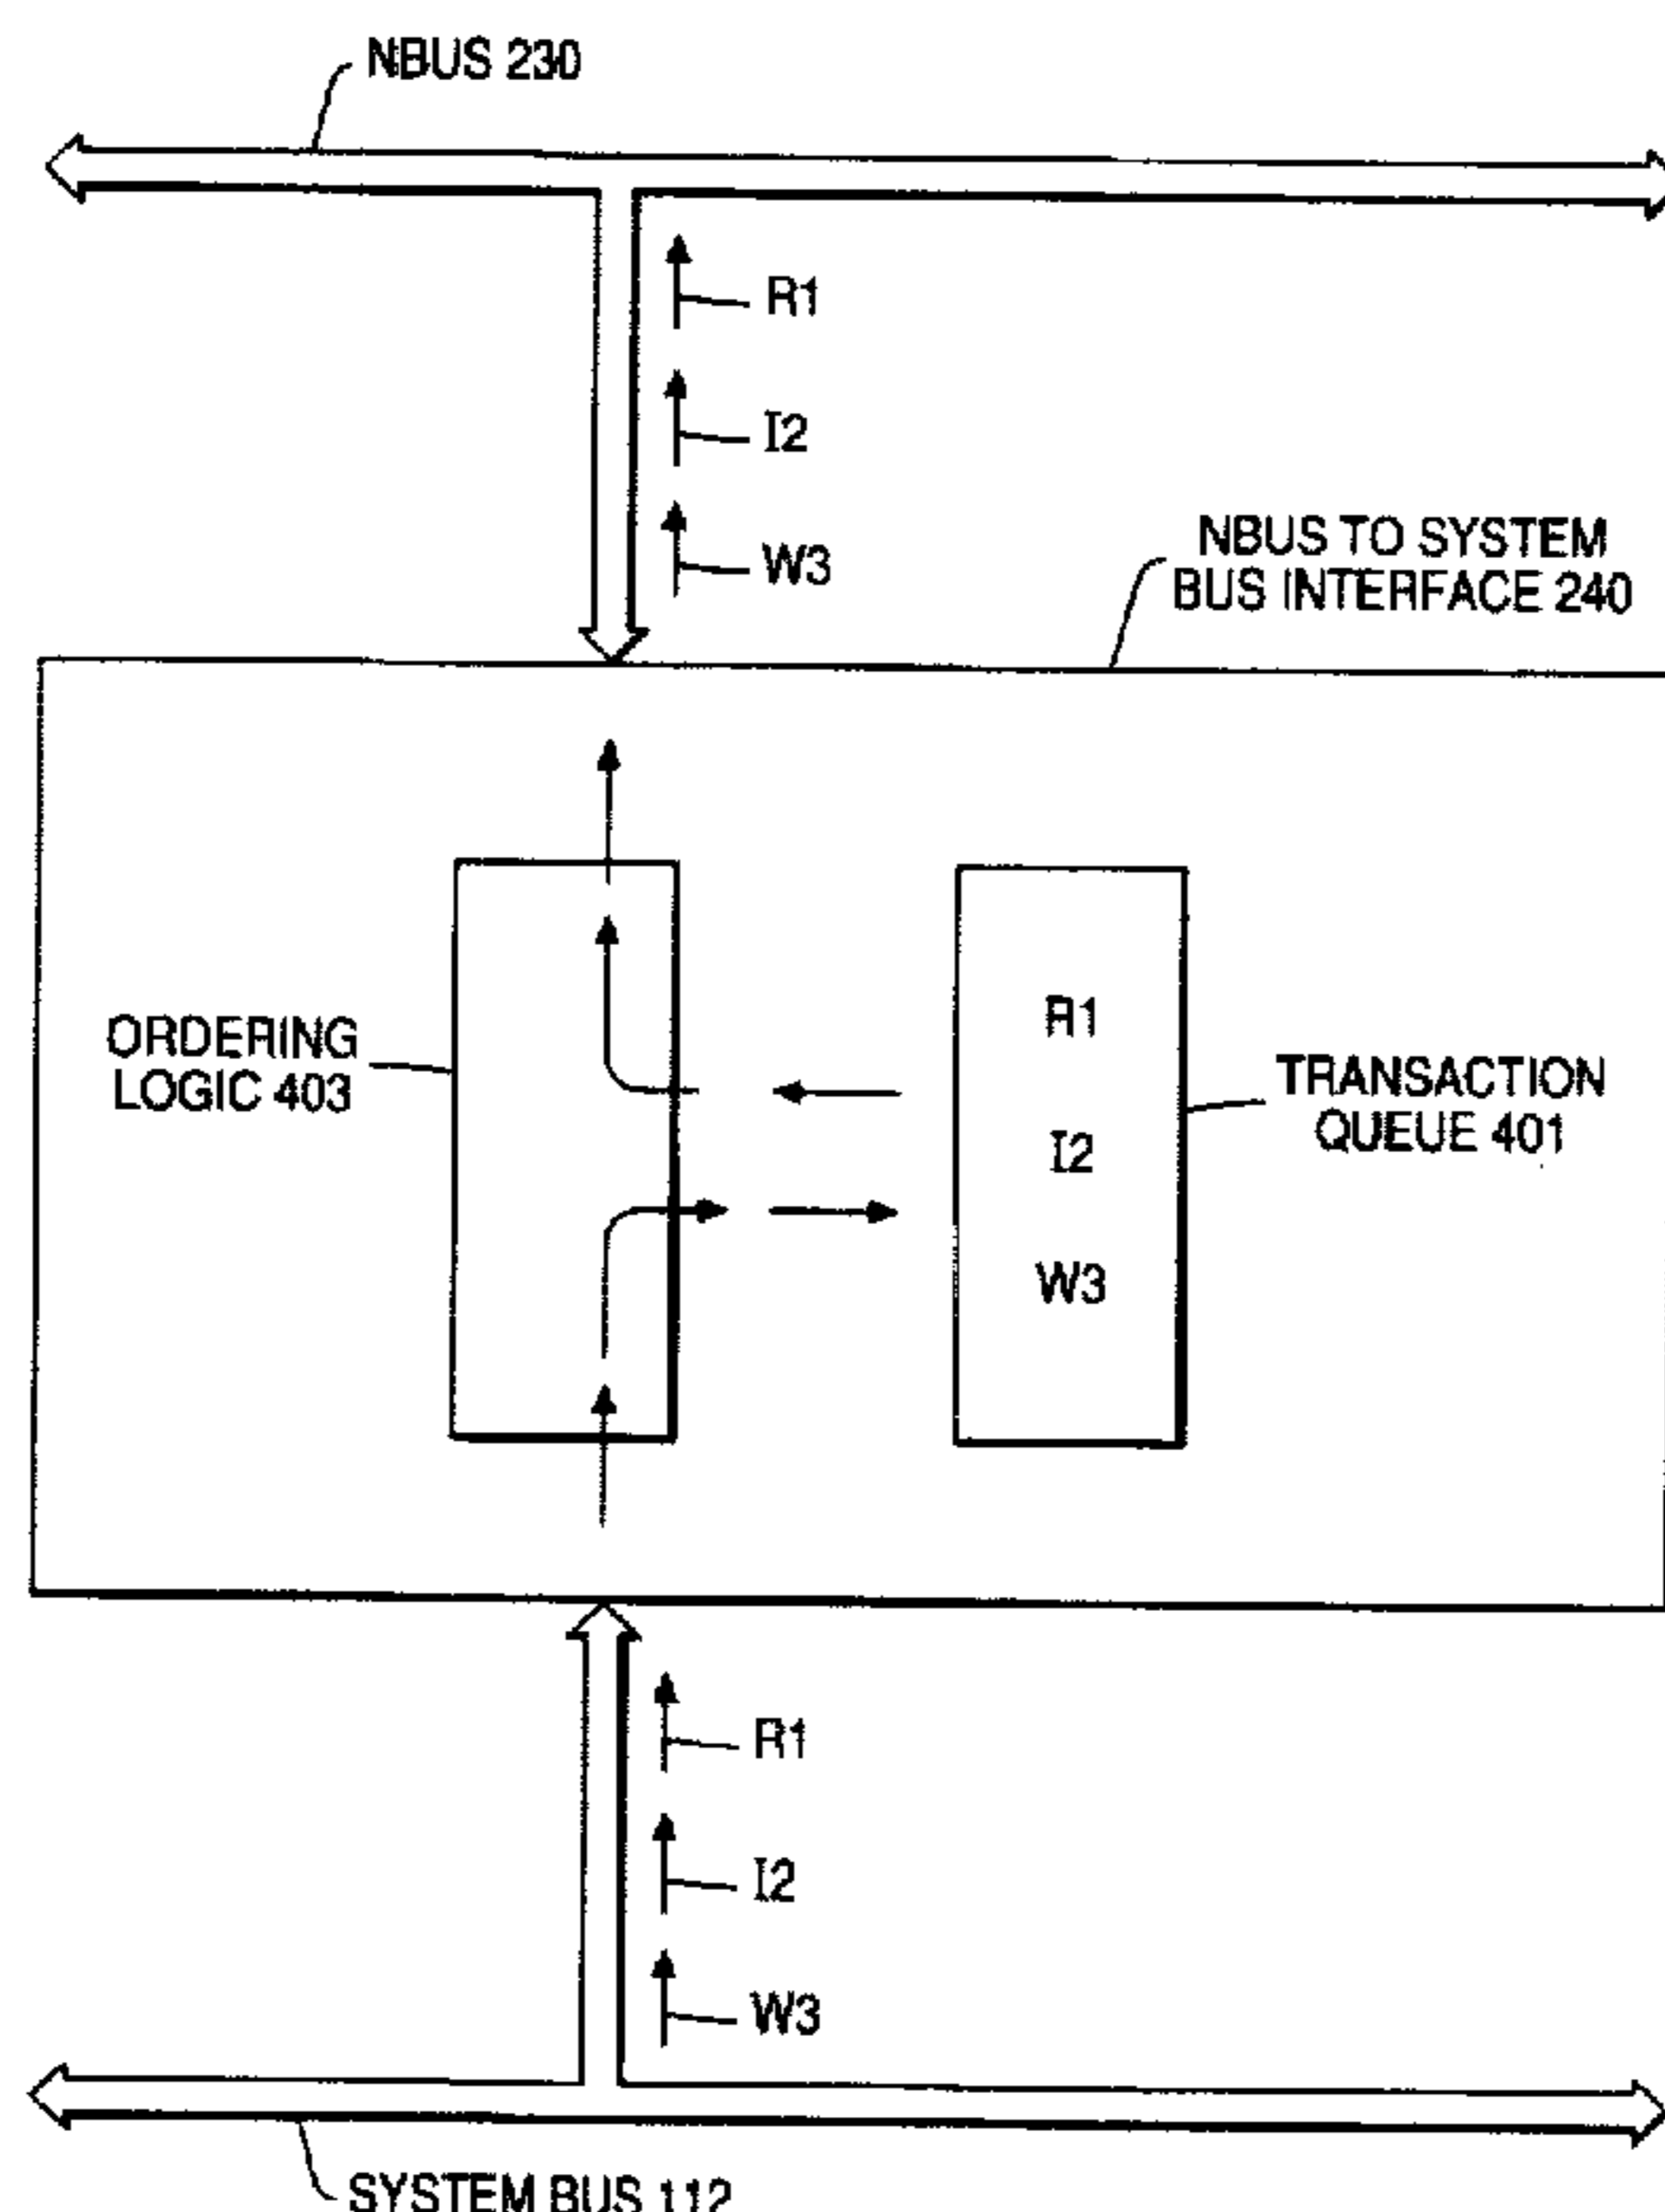 NBUS 230
R1
I2
W3
NBUS TO SYSTEM
BUS INTERFACE 240
ORDERING
LOGIC 403
R1
I2
W3
TRANSACTION
QUEUE 401
R1
I2
W3
SYSTEM BUS 112